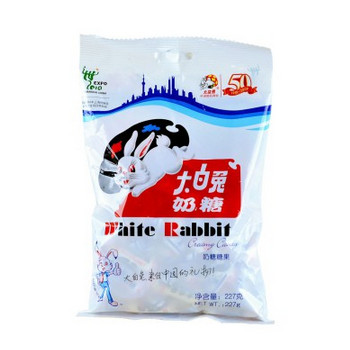 EXPO
2010
50
大白兔
奶糖
White Rabbit
Creamy Candy
奶糖糖果
大白兔 来自中国的礼物!!
净含量: 227克
NET WT. 227g